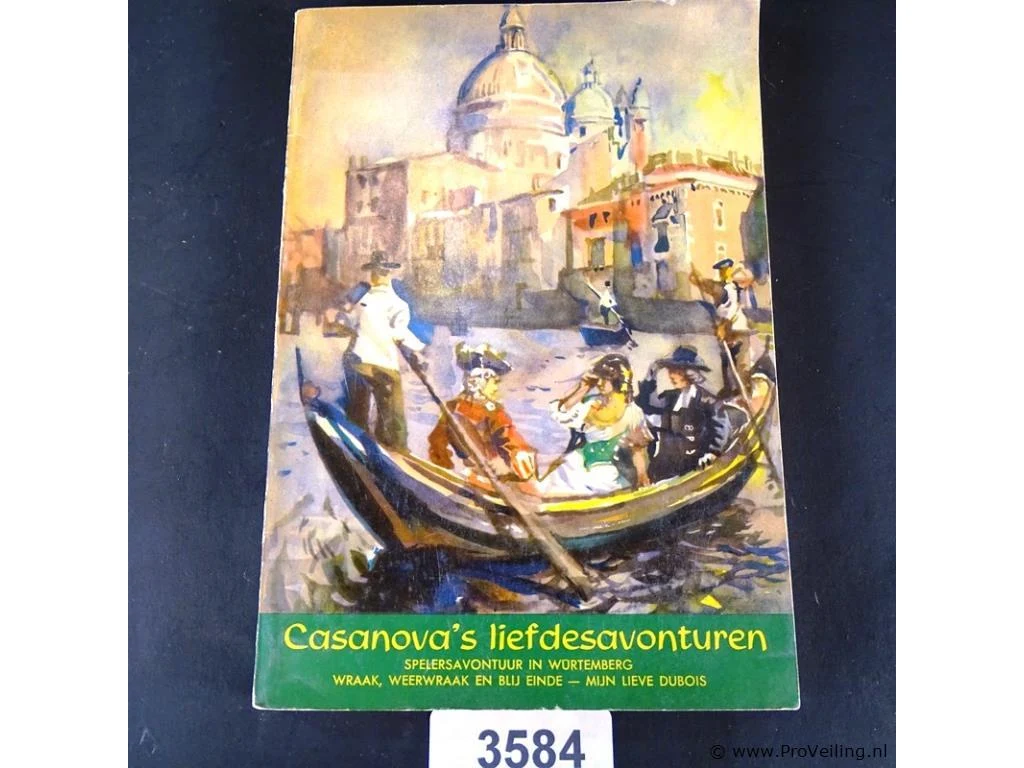 Casanova's liefdesavonturen
SPELERSAVONTUUR IN WÜRTEMBERG
WRAAK, WEERWRAAK EN BLIJ EINDE — MIJN LIEVE DUBOIS
3584
© www.ProVeiling.nl